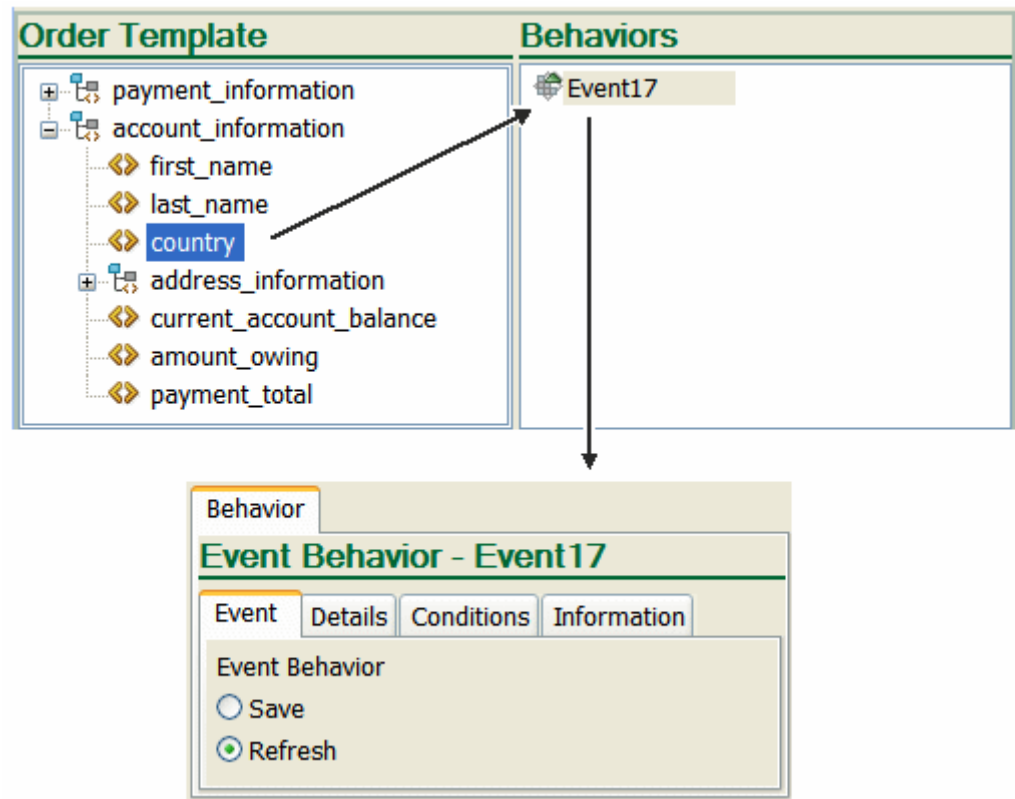 Order Template
Behaviors
payment_information
Event17
account_information
first_name
last_name
country
address_information
current_account_balance
amount_owing
payment_total
Behavior
Event Behavior - Event17
Event Details Conditions Information
Event Behavior
Save
Refresh